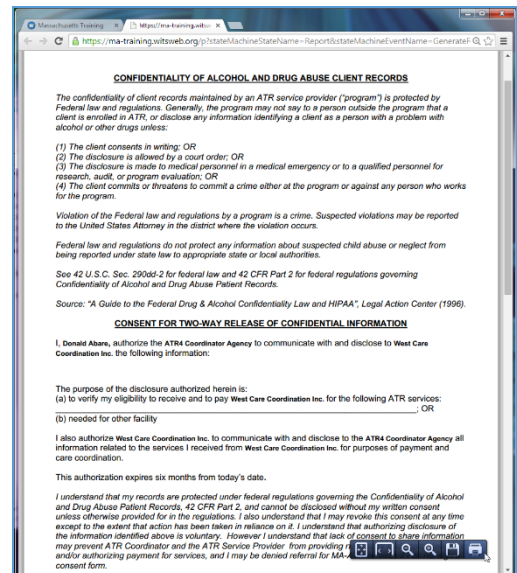 Massachusetts Training
https://ma-training.witsw
https://ma-training.witsweb.org/p?stateMachineStateName=Report&stateMachineEventName=GenerateR
CONFIDENTIALITY OF ALCOHOL AND DRUG ABUSE CLIENT RECORDS
The confidentiality of client records maintained by an ATR service provider ("program") is protected by
Federal law and regulations. Generally, the program may not say to a person outside the program that a
client is enrolled in ATR, or disclose any information identifying a client as a person with a problem with
alcohol or other drugs unless:
(1) The client consents in writing; OR
(2) The disclosure is allowed by a court order; OR
(3) The disclosure is made to medical personnel in a medical emergency or to a qualified personnel for
research, audit, or program evaluation; OR
(4) The client commits or threatens to commit a crime either at the program or against any person who works
for the program.
Violation of the Federal law and regulations by a program is a crime. Suspected violations may be reported
to the United States Attorney in the district where the violation occurs.
Federal law and regulations do not protect any information about suspected child abuse or neglect from
being reported under state law to appropriate state or local authorities.
See 42 U.S.C. Sec. 290dd-2 for federal law and 42 CFR Part 2 for federal regulations governing
Confidentiality of Alcohol and Drug Abuse Patient Records.
Source: "A Guide to the Federal Drug & Alcohol Confidentiality Law and HIPAA", Legal Action Center (1996).
CONSENT FOR TWO-WAY RELEASE OF CONFIDENTIAL INFORMATION
I, Donald Abare, authorize the ATR4 Coordinator Agency to communicate with and disclose to West Care
Coordination Inc. the following information:
The purpose of the disclosure authorized herein is:
(a) to verify my eligibility to receive and to pay West Care Coordination Inc. for the following ATR services:
; OR
(b) needed for other facility
I also authorize West Care Coordination Inc. to communicate with and disclose to the ATR4 Coordinator Agency all
information related to the services I received from West Care Coordination Inc. for purposes of payment and
care coordination.
This authorization expires six months from today's date.
I understand that my records are protected under federal regulations governing the Confidentiality of Alcohol
and Drug Abuse Patient Records, 42 CFR Part 2, and cannot be disclosed without my written consent
unless otherwise provided for in the regulations. I also understand that I may revoke this consent at any time
except to the extent that action has been taken in reliance on it. I understand that authorizing disclosure of
the information identified above is voluntary. However I understand that lack of consent to share information
may prevent ATR Coordinator and the ATR Service Provider from providing
and/or authorizing payment for services, and I may be denied referral for MA-
consent form.